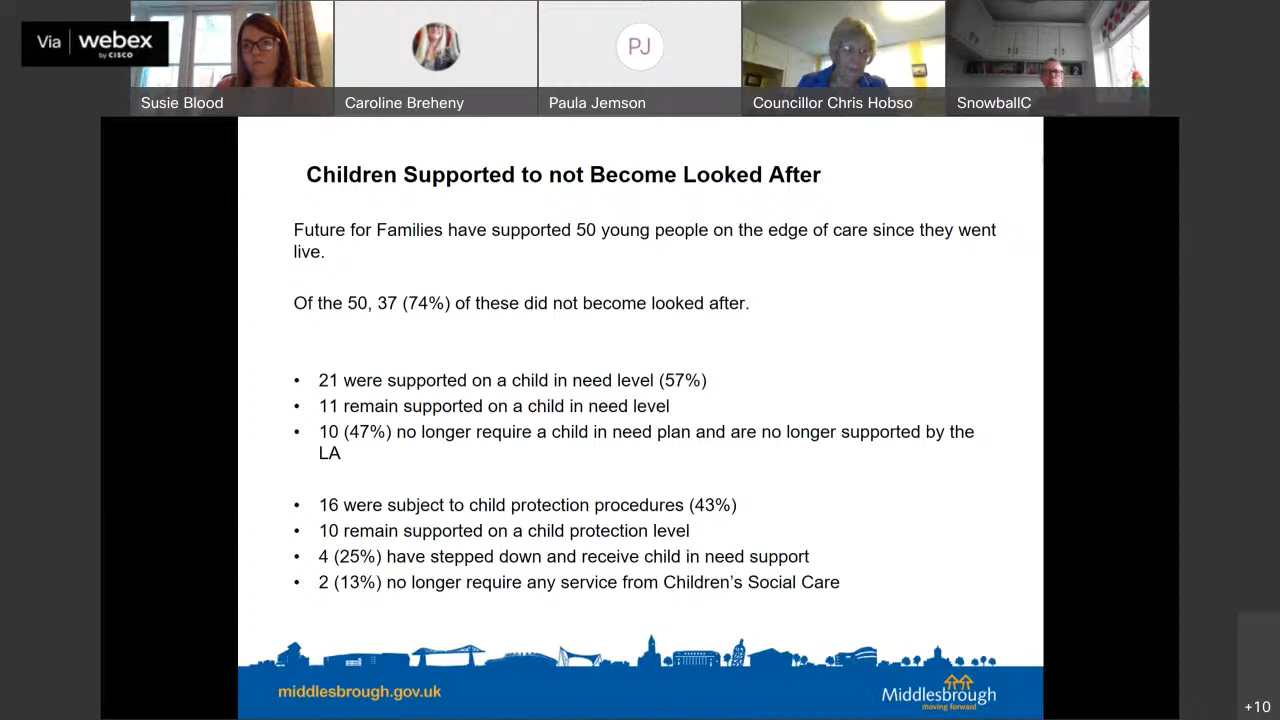 Via webex
by CISCO
Susie Blood
Caroline Breheny
PJ
Paula Jemson
Councillor Chris Hobso
SnowballC
Children Supported to not Become Looked After
Future for Families have supported 50 young people on the edge of care since they went
live.
Of the 50, 37 (74%) of these did not become looked after.
• 21 were supported on a child in need level (57%)
• 11 remain supported on a child in need level
• 10 (47%) no longer require a child in need plan and are no longer supported by the
LA
• 16 were subject to child protection procedures (43%)
• 10 remain supported on a child protection level
• 4 (25%) have stepped down and receive child in need support
• 2 (13%) no longer require any service from Children’s Social Care
middlesbrough.gov.uk
Middlesbrough
moving forward
+10